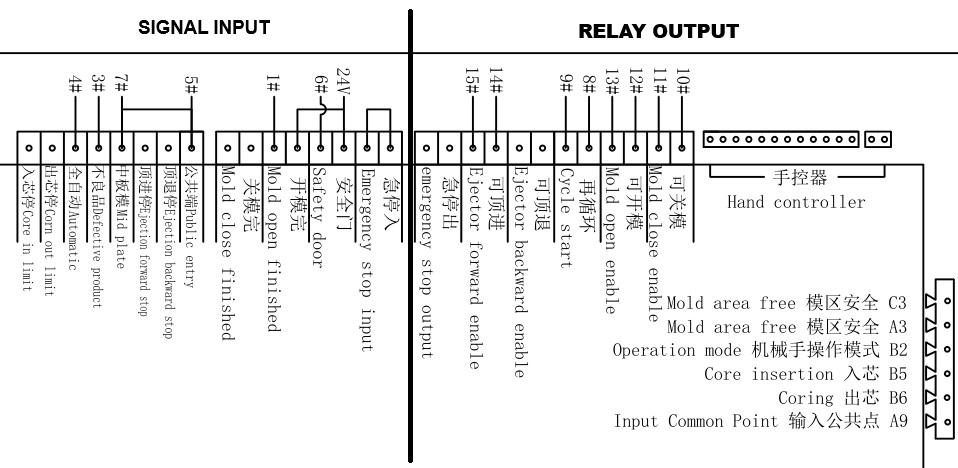 SIGNAL INPUT
RELAY OUTPUT
4#
3#
7#
5#
1#
6#
24V
15#
14#
9#
8#
13#
12#
11#
10#
入芯停Core in limit
出芯停Corn out limit
全自动Automatic
不良品Defective product
中板模Mid plate
顶进停Ejection forward stop
顶退停Ejection backward stop
公共端Public entry
Mold close finished
关模完
Mold open finished
开模完
Safety door
安全门
Emergency stop input
急停入
emergency stop output
急停出
Ejector forward enable
可顶进
Ejector backward enable
可顶退
Cycle start
再循环
Mold open enable
可开模
Mold close enable
可关模
手控器
Hand controller
Mold area free 模区安全 C3
Mold area free 模区安全 A3
Operation mode 机械手操作模式 B2
Core insertion 入芯 B5
Coring 出芯 B6
Input Common Point 输入公共点 A9